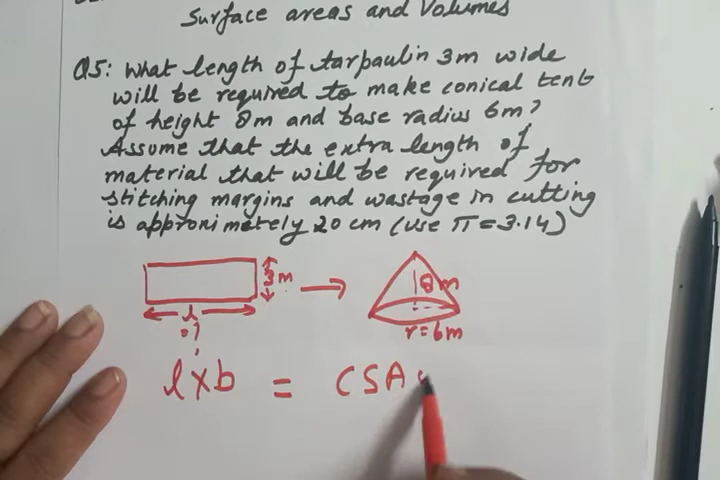 Surface areas and Volumes
Q5: What length of tarpaulin 3m wide
will be required to make conical tent
of height 8m and base radius 6m?
Assume that the extra length of
material that will be required for
stitching margins and wastage in cutting
is approximately 20 cm (use π = 3.14)
3 m
8 m
l
=?
r = 6m
l × b = CSA